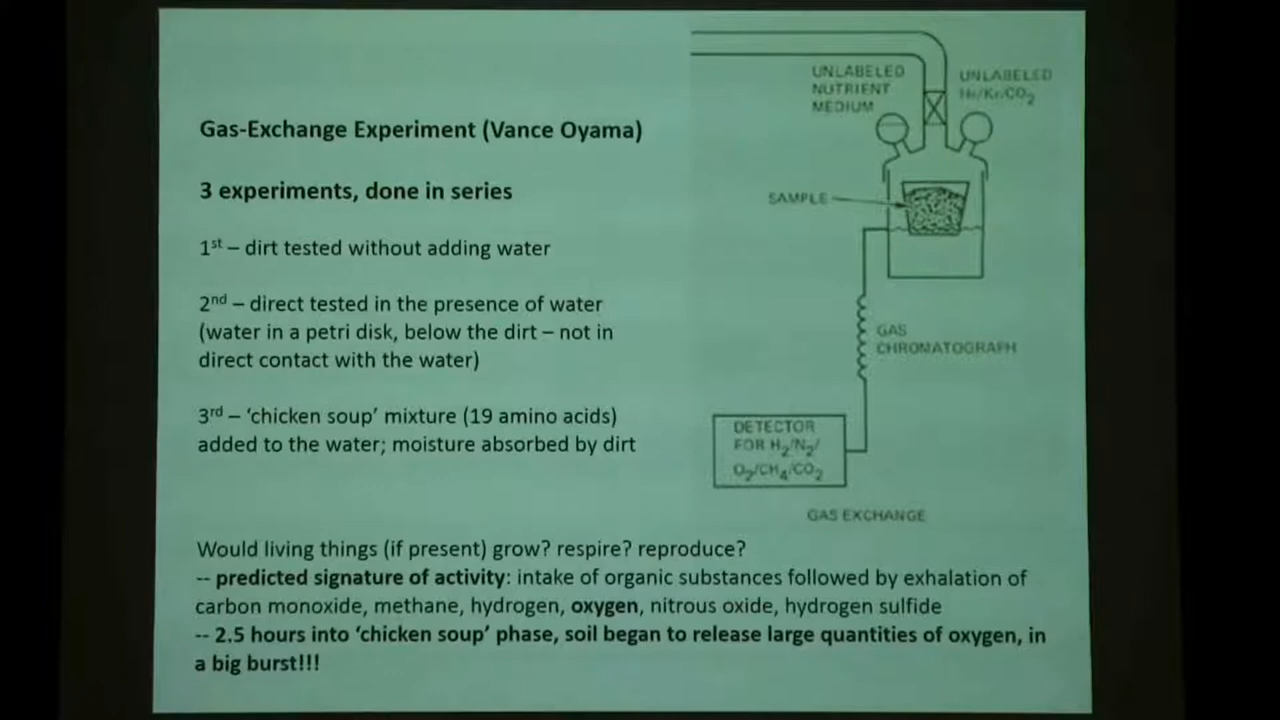 Gas-Exchange Experiment (Vance Oyama)
3 experiments, done in series
1st – dirt tested without adding water
2nd – direct tested in the presence of water
(water in a petri disk, below the dirt – not in
direct contact with the water)
3rd – ‘chicken soup’ mixture (19 amino acids)
added to the water; moisture absorbed by dirt
UNLABELED
NUTRIENT
MEDIUM
UNLABELED
He/Kr/CO2
SAMPLE
GAS
CHROMATOGRAPH
DETECTOR
FOR H2/N2/
O2/CH4/CO2
GAS EXCHANGE
Would living things (if present) grow? respire? reproduce?
-- predicted signature of activity: intake of organic substances followed by exhalation of
carbon monoxide, methane, hydrogen, oxygen, nitrous oxide, hydrogen sulfide
-- 2.5 hours into ‘chicken soup’ phase, soil began to release large quantities of oxygen, in
a big burst!!!